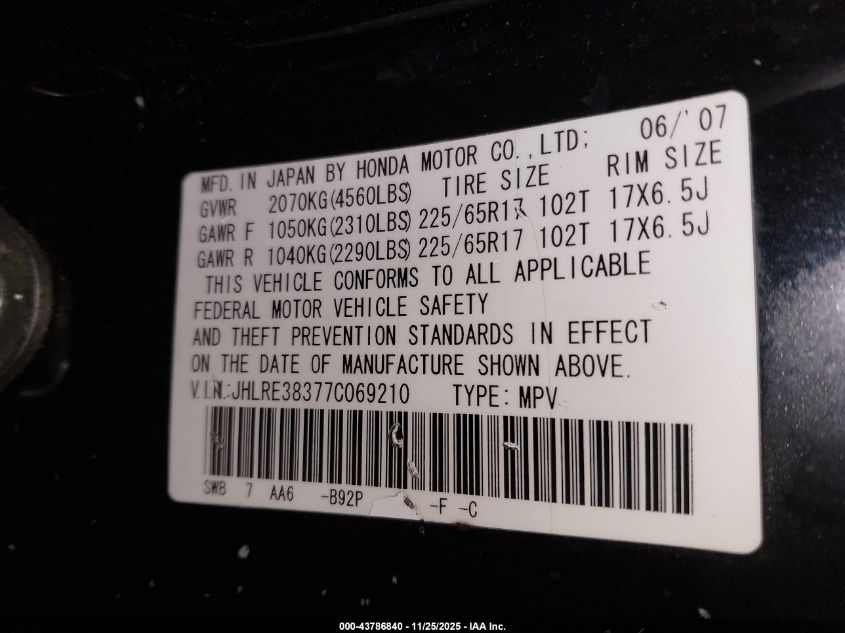 MFD. IN JAPAN BY HONDA MOTOR CO., LTD; 06/'07
GVWR 2070KG(4560LBS) TIRE SIZE RIM SIZE
GAWR F 1050KG(2310LBS) 225/65R17 102T 17X6.5J
GAWR R 1040KG(2290LBS) 225/65R17 102T 17X6.5J
THIS VEHICLE CONFORMS TO ALL APPLICABLE
FEDERAL MOTOR VEHICLE SAFETY
AND THEFT PREVENTION STANDARDS IN EFFECT
ON THE DATE OF MANUFACTURE SHOWN ABOVE.
V.I.N.:JHLRE38377C069210 TYPE: MPV
SWB 7 AA6 -B92P -F -C
000-43786840 - 11/25/2025 - IAA Inc.